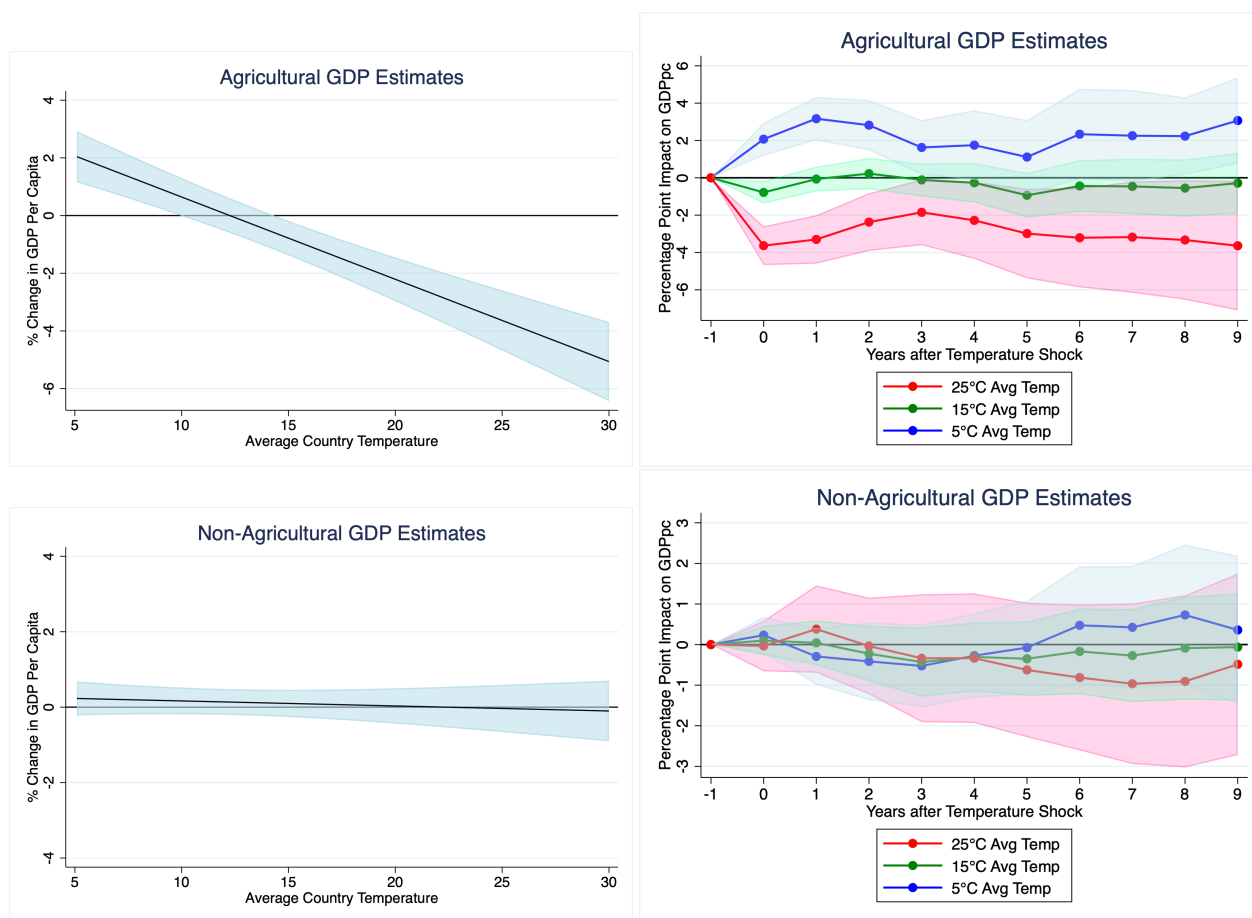 Agricultural GDP Estimates
% Change in GDP Per Capita
4
2
0
-2
-4
-6
5 10 15 20 25 30
Average Country Temperature
Agricultural GDP Estimates
Percentage Point Impact on GDPpc
6
4
2
0
-2
-4
-6
-1 0 1 2 3 4 5 6 7 8 9
Years after Temperature Shock
25°C Avg Temp
15°C Avg Temp
5°C Avg Temp
Non-Agricultural GDP Estimates
% Change in GDP Per Capita
4
2
0
-2
-4
5 10 15 20 25 30
Average Country Temperature
Non-Agricultural GDP Estimates
Percentage Point Impact on GDPpc
3
2
1
0
-1
-2
-3
-1 0 1 2 3 4 5 6 7 8 9
Years after Temperature Shock
25°C Avg Temp
15°C Avg Temp
5°C Avg Temp